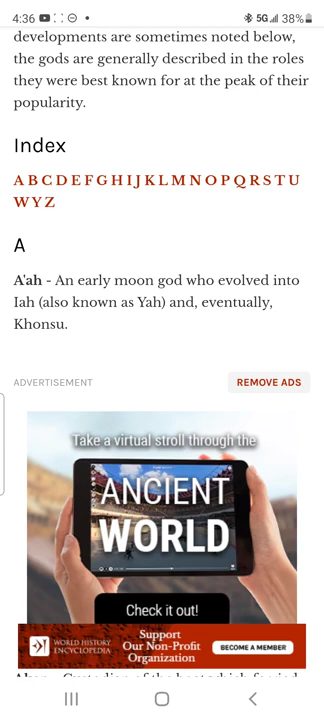 4:36
5G 38%
developments are sometimes noted below,
the gods are generally described in the roles
they were best known for at the peak of their
popularity.
Index
A B C D E F G H I J K L M N O P Q R S T U
W Y Z
A
A'ah - An early moon god who evolved into
Iah (also known as Yah) and, eventually,
Khonsu.
ADVERTISEMENT
REMOVE ADS
Take a virtual stroll through the
ANCIENT
WORLD
Check it out!
WORLD HISTORY
ENCYCLOPEDIA
Support
Our Non-Profit
Organization
BECOME A MEMBER